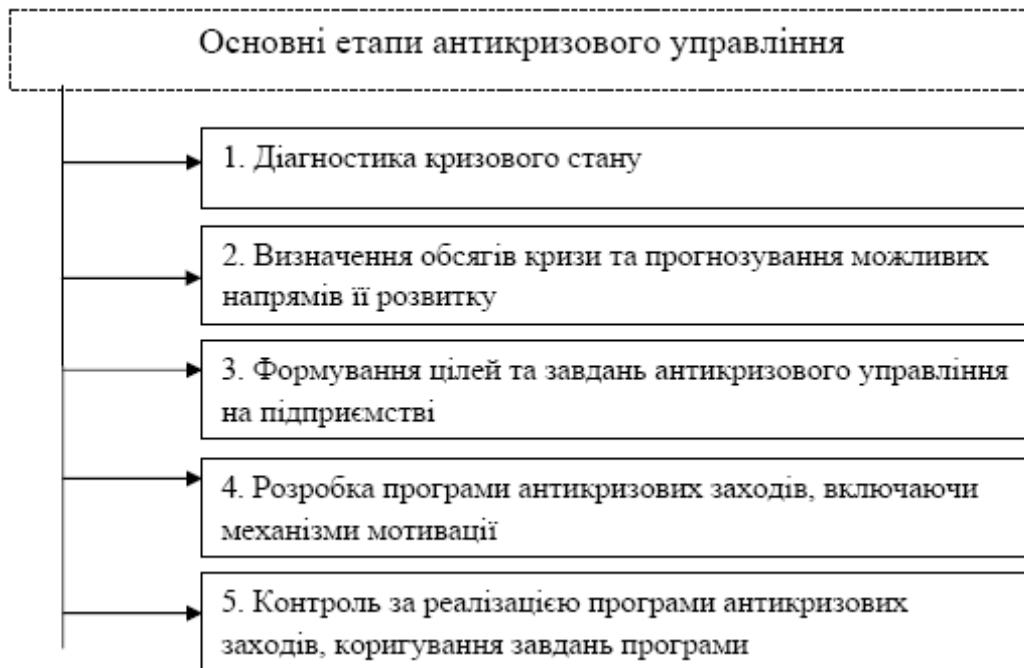 Основні етапи антикризового управління
1. Діагностика кризового стану
2. Визначення обсягів кризи та прогнозування можливих
напрямів її розвитку
3. Формування цілей та завдань антикризового управління
на підприємстві
4. Розробка програми антикризових заходів, включаючи
механізми мотивації
5. Контроль за реалізацією програми антикризових
заходів, коригування завдань програми